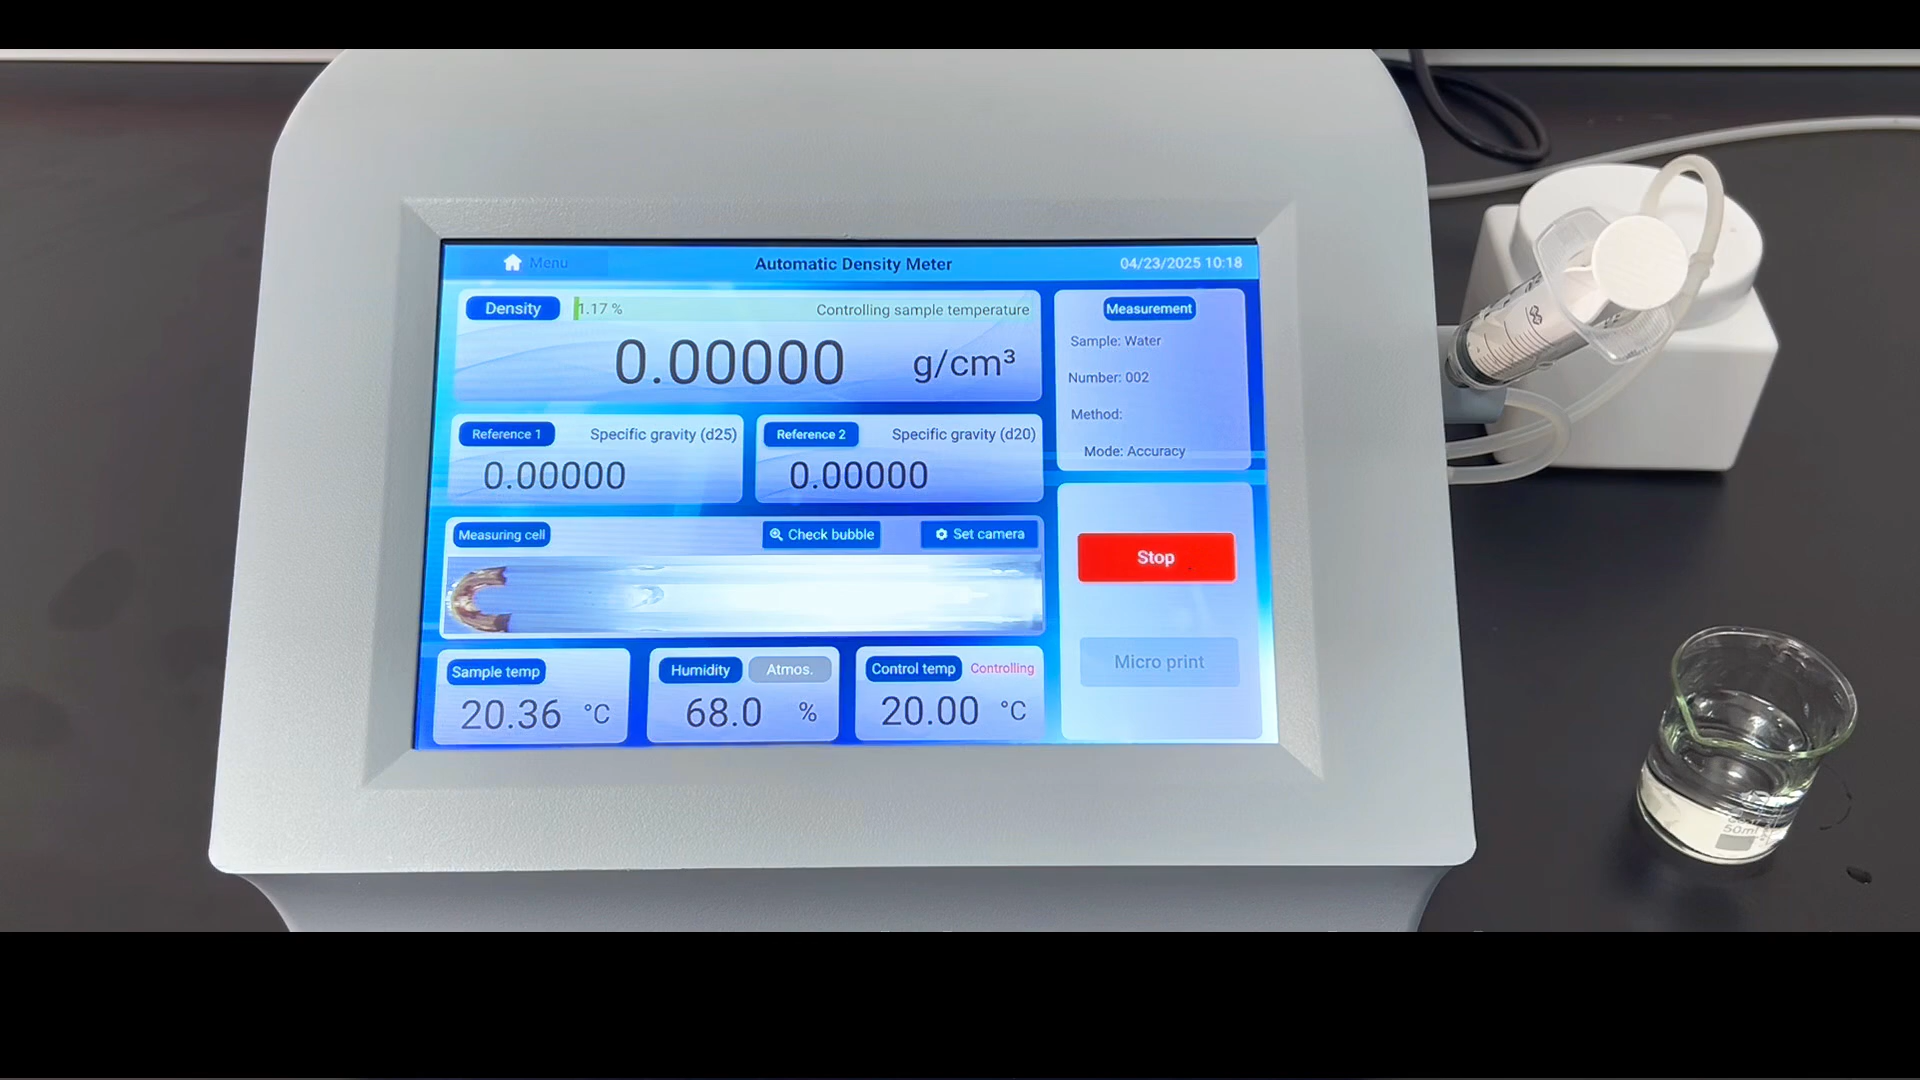 Menu
Automatic Density Meter
04/23/2025 10:18
Density
1.17 %
Controlling sample temperature
0.00000 g/cm³
Measurement
Sample: Water
Number: 002
Method:
Mode: Accuracy
Reference 1
Specific gravity (d25)
0.00000
Reference 2
Specific gravity (d20)
0.00000
Measuring cell
Check bubble
Set camera
Stop
Micro print
Sample temp
20.36 °C
Humidity
Atmos.
68.0 %
Control temp
Controlling
20.00 °C
50ml